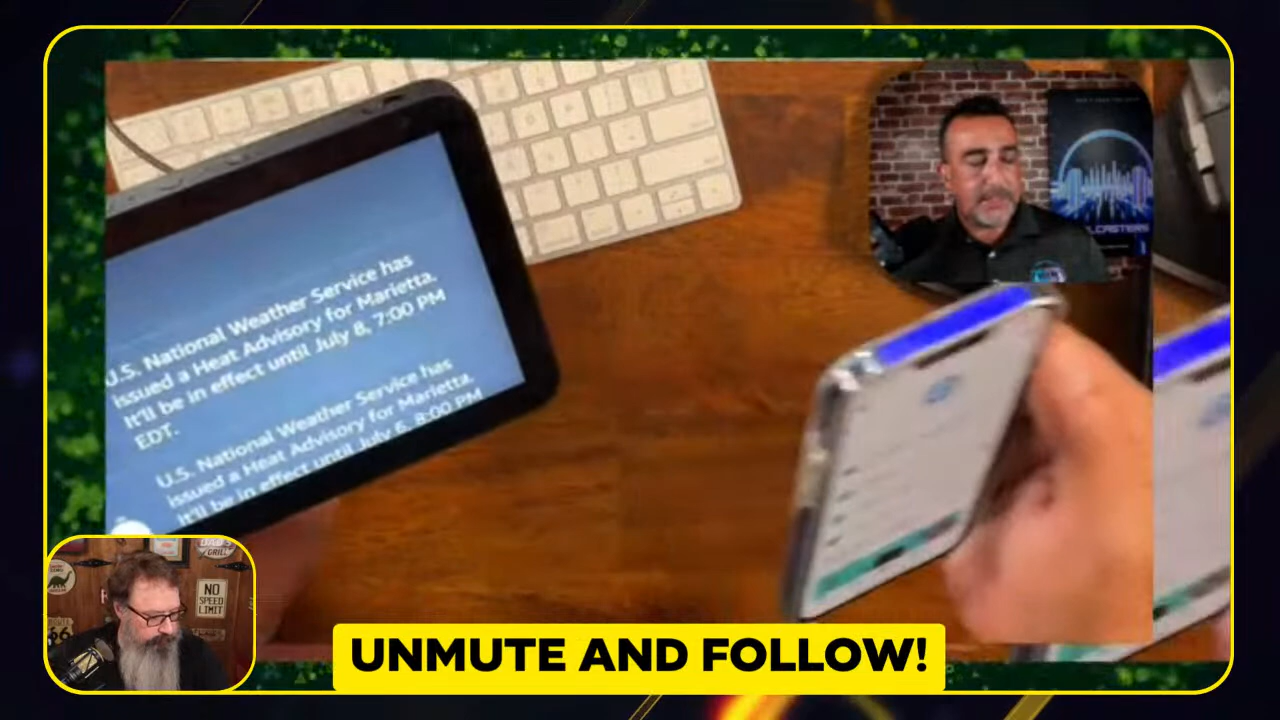 U.S. National Weather Service has
issued a Heat Advisory for Marietta.
It'll be in effect until July 8, 7:00 PM
EDT.
U.S. National Weather Service has
issued a Heat Advisory for Marietta.
It'll be in effect until July 6, 8:00 PM
GRILL
NO
SPEED
LIMIT
66
UNMUTE AND FOLLOW!